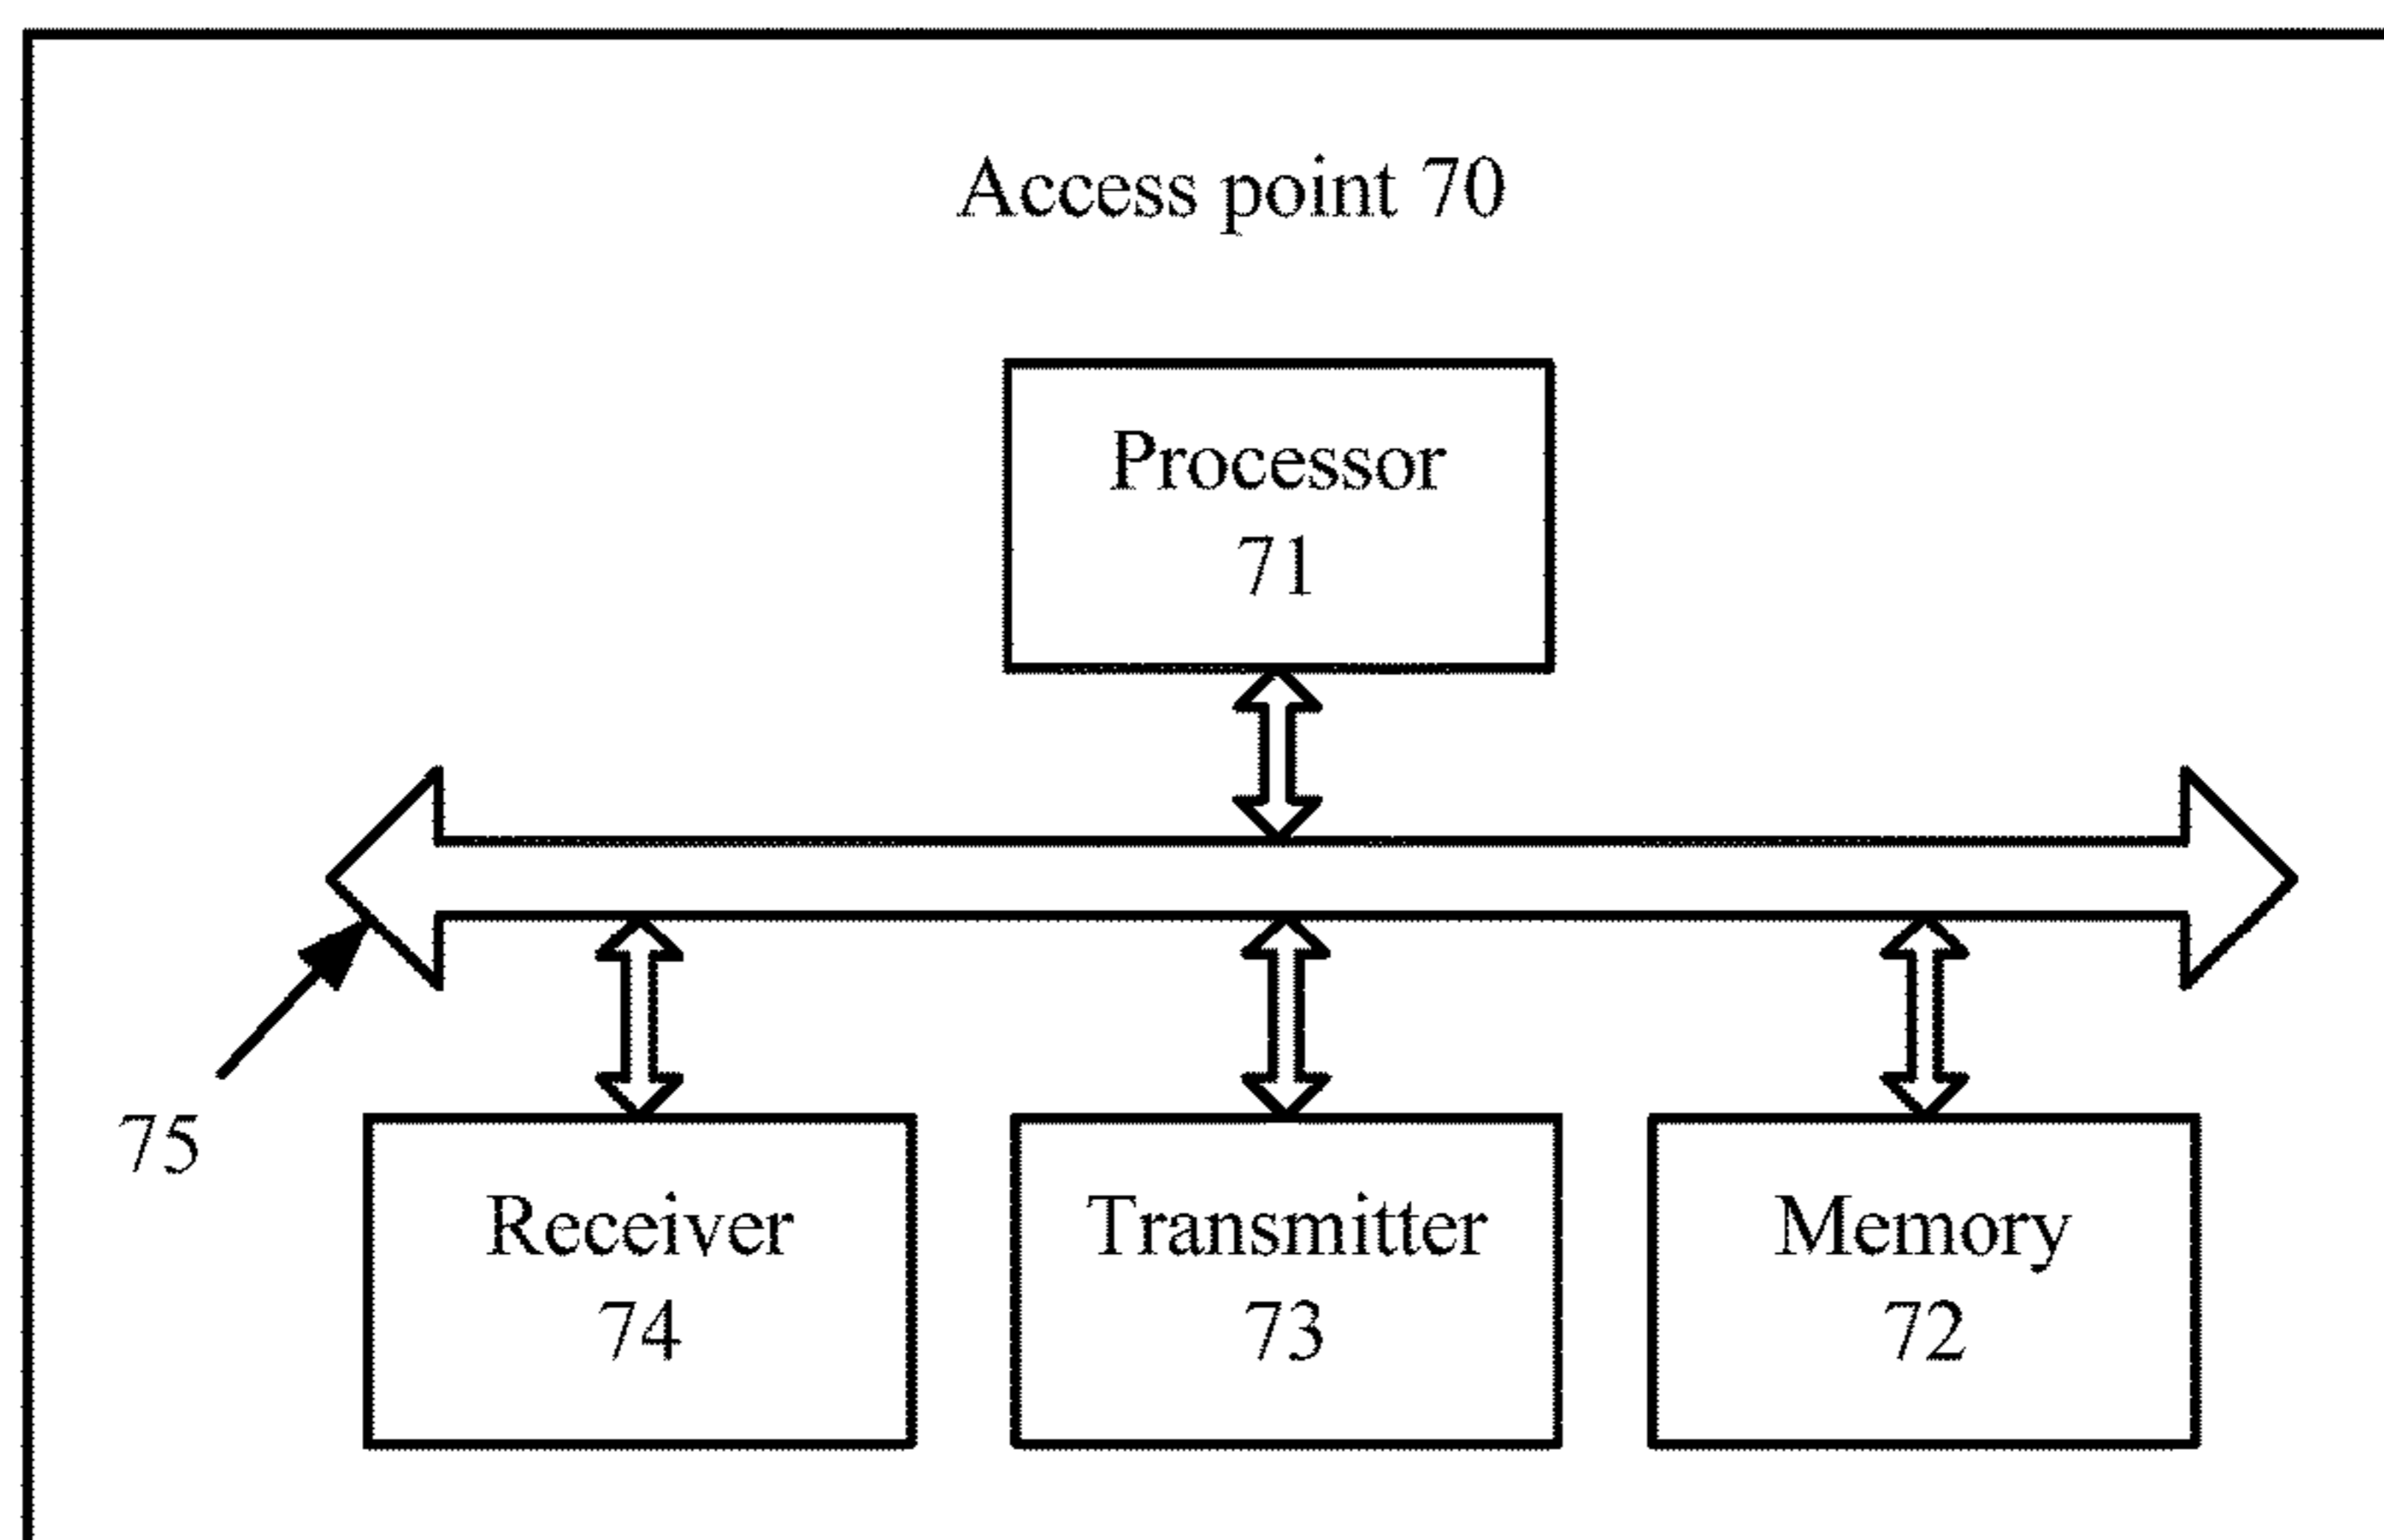 Access point 70
Processor
71
75
Receiver
74
Transmitter
73
Memory
72